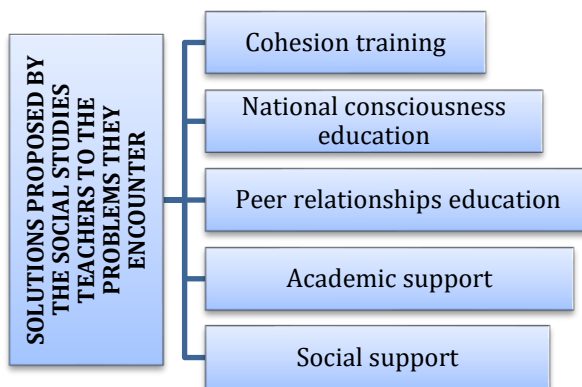 SOLUTIONS PROPOSED BY
THE SOCIAL STUDIES
TEACHERS TO THE
PROBLEMS THEY
ENCOUNTER
Cohesion training
National consciousness
education
Peer relationships education
Academic support
Social support